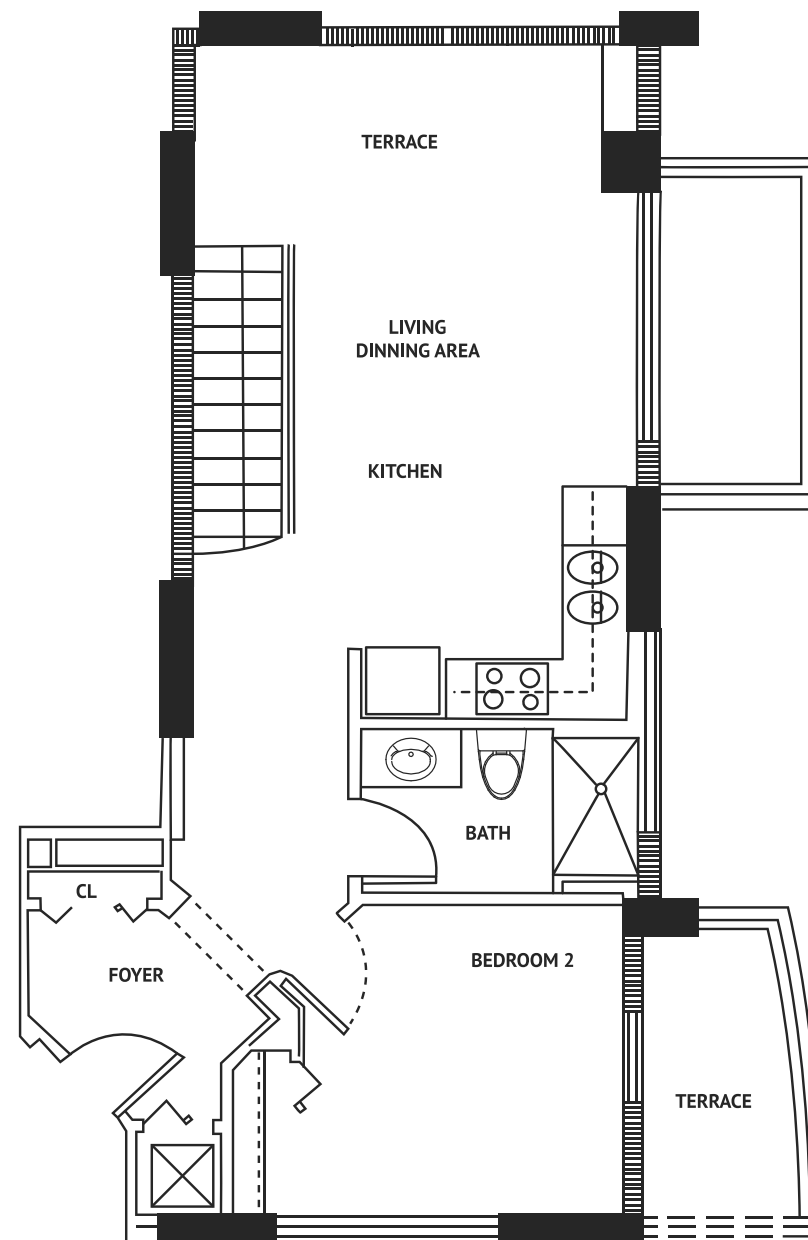 TERRACE
LIVING
DINNING AREA
KITCHEN
BATH
CL
BEDROOM 2
FOYER
TERRACE